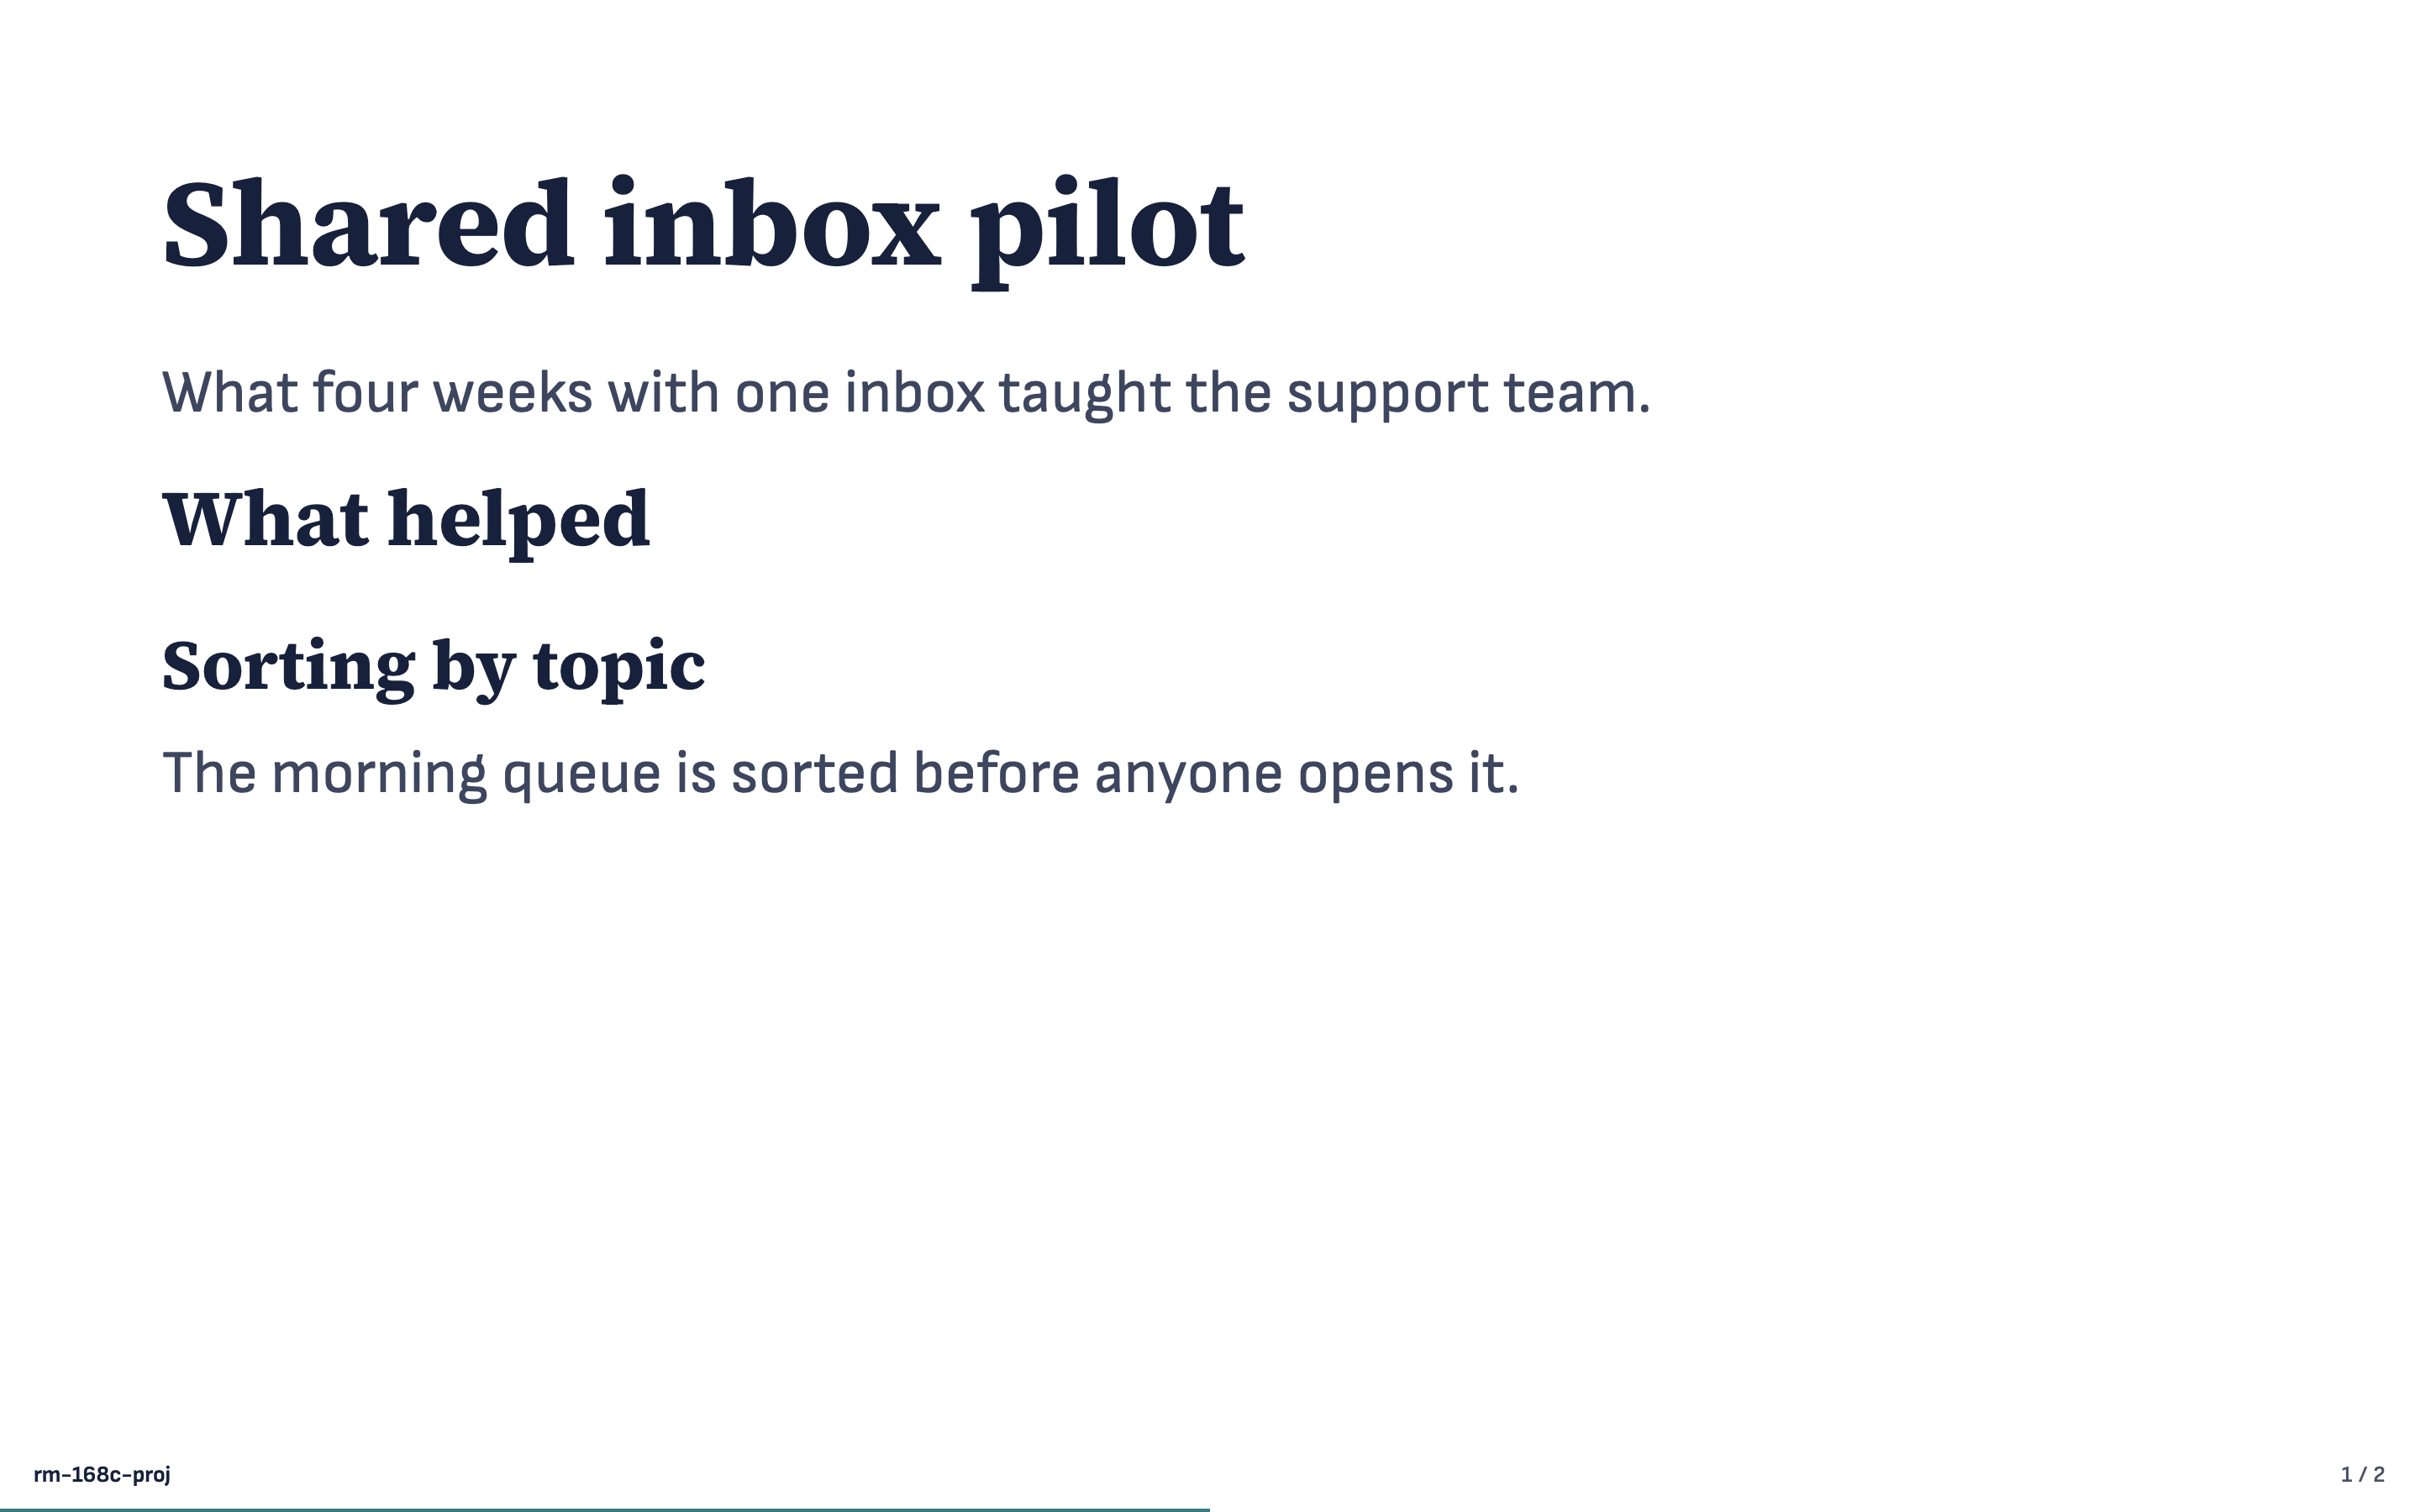 Shared inbox pilot
What four weeks with one inbox taught the support team.
What helped
Sorting by topic
The morning queue is sorted before anyone opens it.
rm-168c-proj
1 / 2